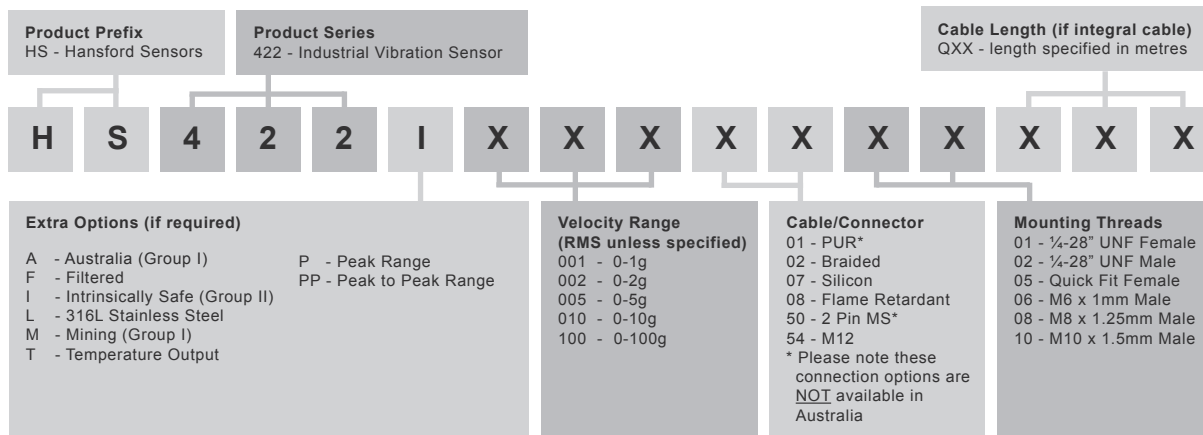 Product Prefix
HS - Hansford Sensors
Product Series
422 - Industrial Vibration Sensor
Cable Length (if integral cable)
QXX - length specified in metres
H S 4 2 2 I X X X X X X X X X X
Extra Options (if required)
A - Australia (Group I)
F - Filtered
I - Intrinsically Safe (Group II)
L - 316L Stainless Steel
M - Mining (Group I)
T - Temperature Output
P - Peak Range
PP - Peak to Peak Range
Velocity Range
(RMS unless specified)
001 - 0-1g
002 - 0-2g
005 - 0-5g
010 - 0-10g
100 - 0-100g
Cable/Connector
01 - PUR*
02 - Braided
07 - Silicon
08 - Flame Retardant
50 - 2 Pin MS*
54 - M12
* Please note these
connection options are
NOT available in
Australia
Mounting Threads
01 - ¼-28” UNF Female
02 - ¼-28” UNF Male
05 - Quick Fit Female
06 - M6 x 1mm Male
08 - M8 x 1.25mm Male
10 - M10 x 1.5mm Male